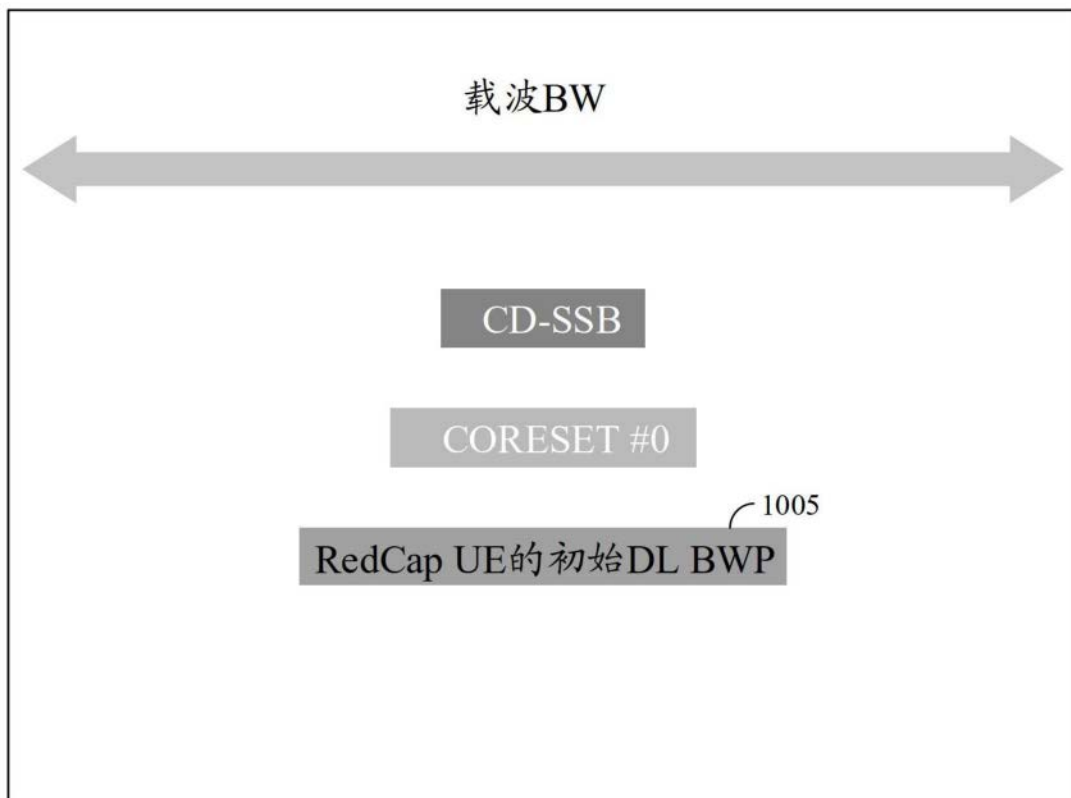 载波BW
CD-SSB
CORESET #0
1005
RedCap UE的初始DL BWP